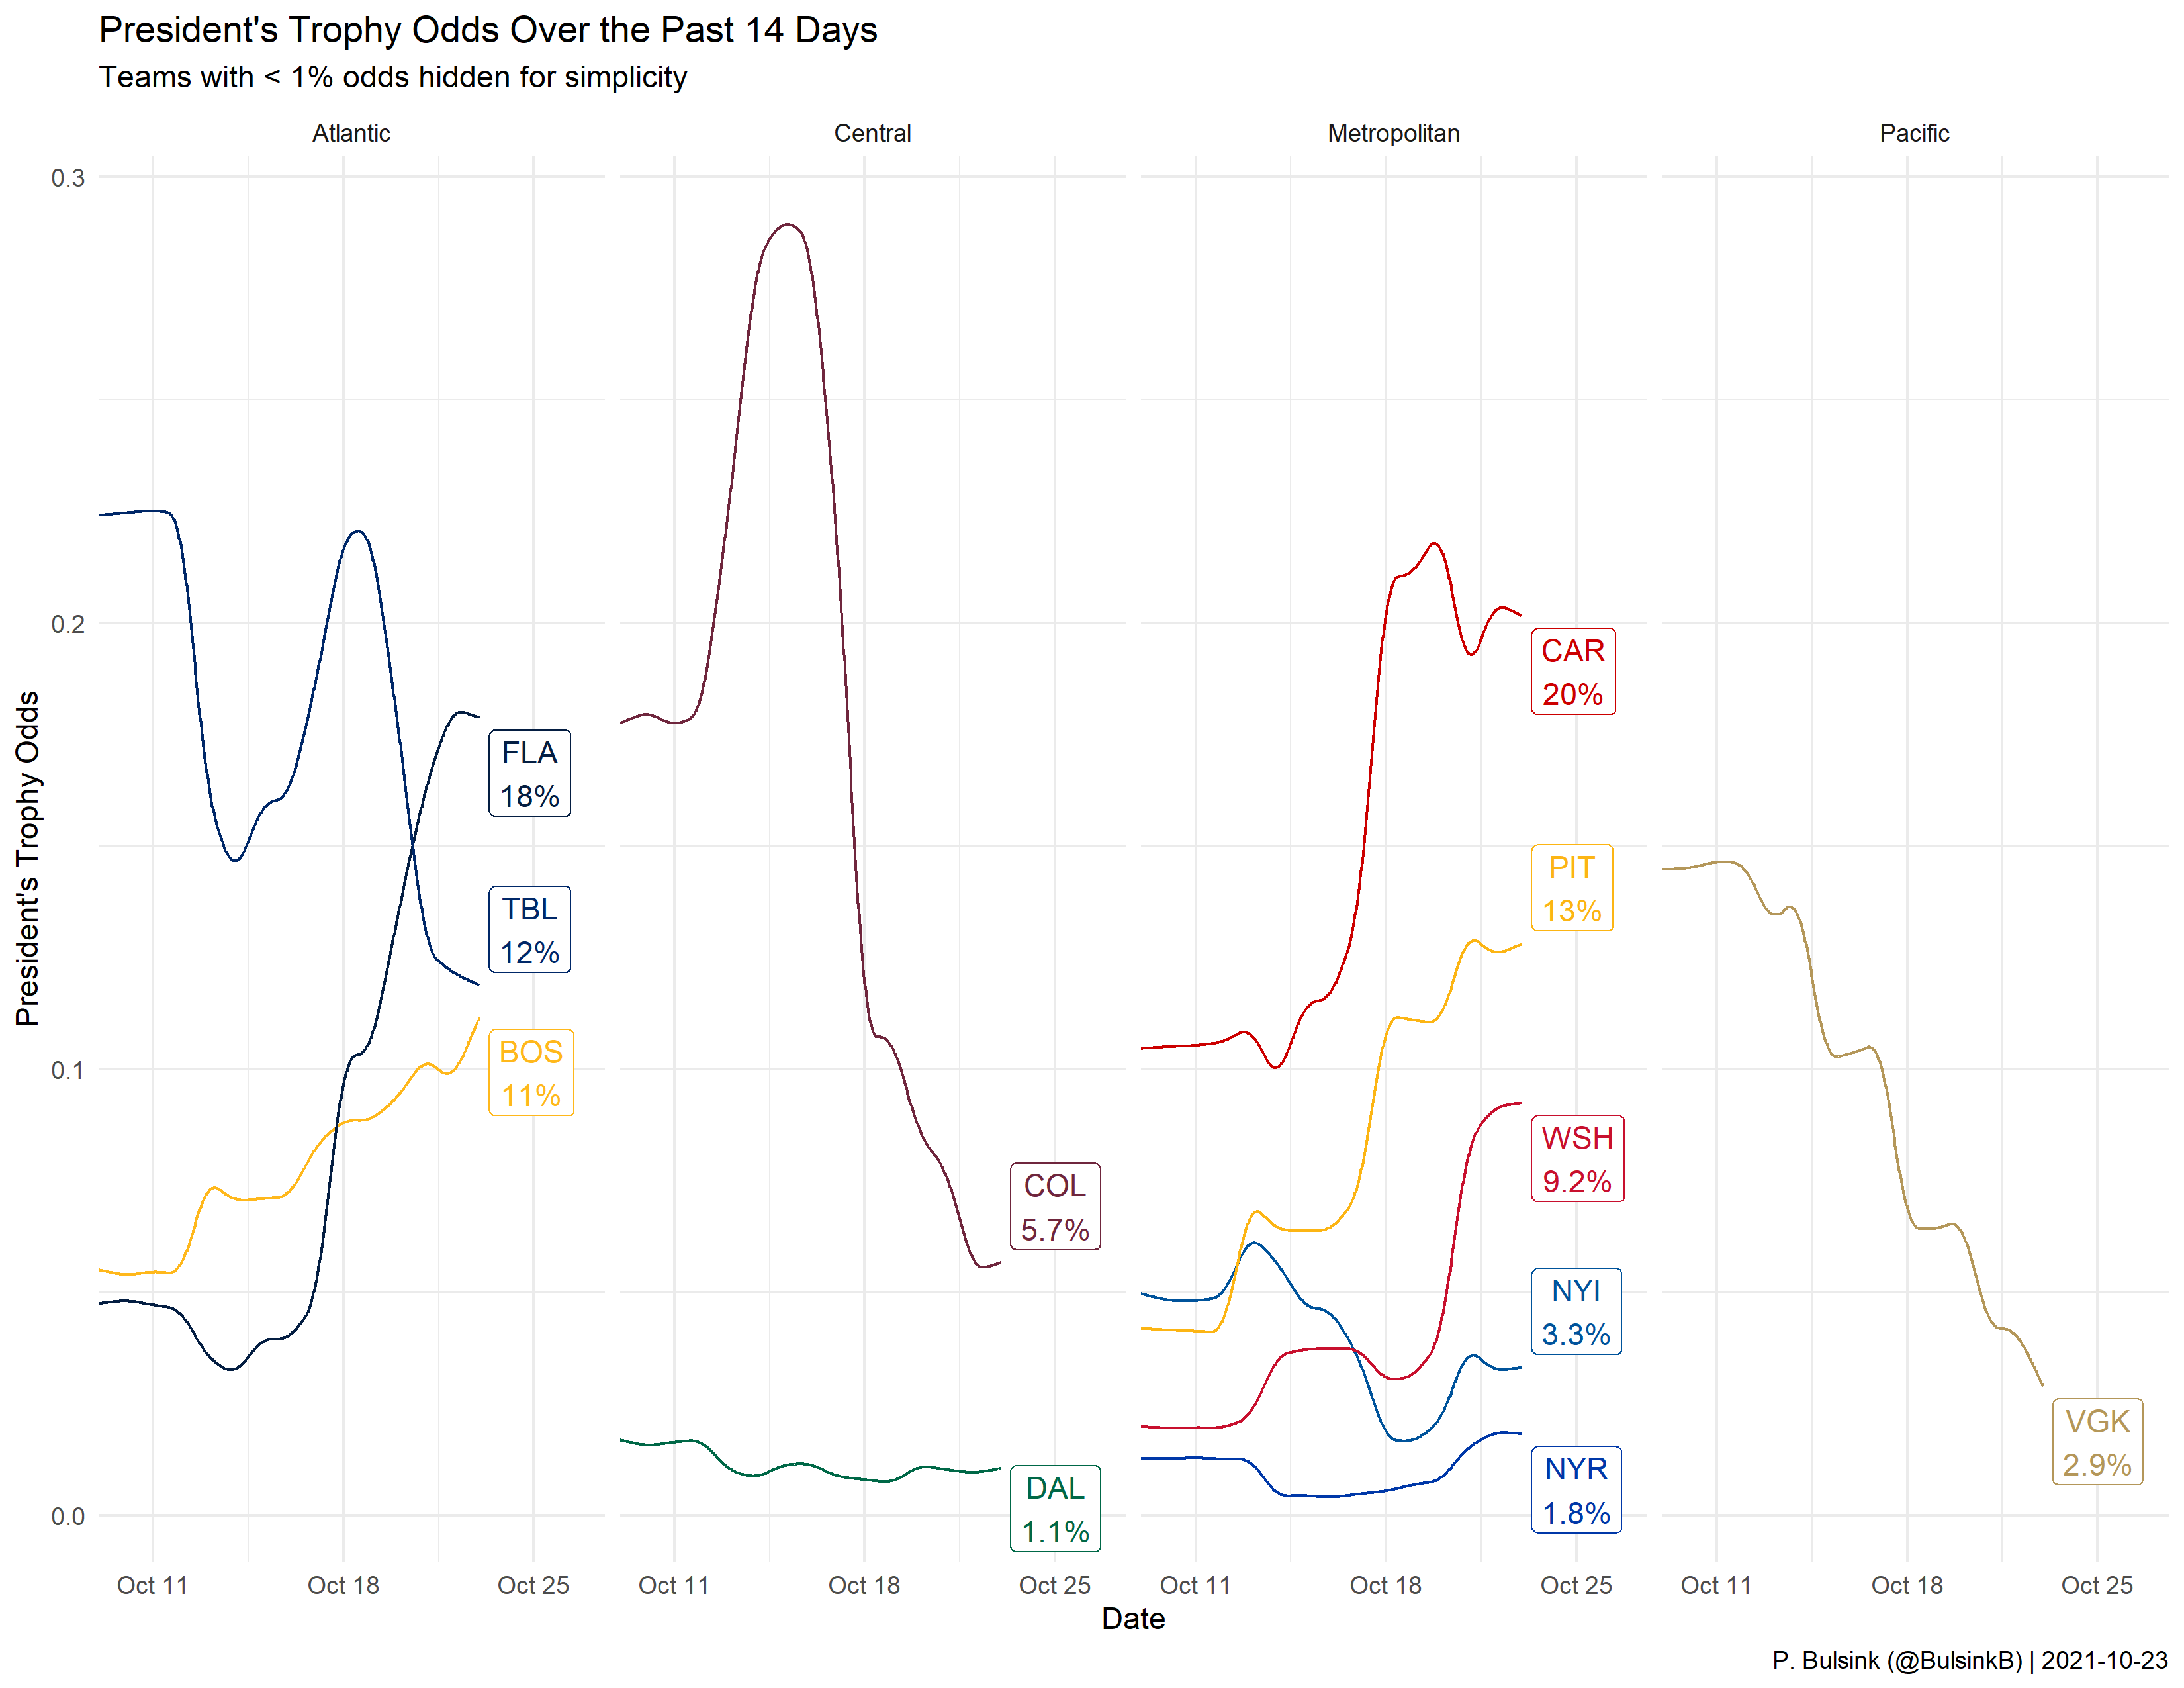 President's Trophy Odds Over the Past 14 Days
Teams with < 1% odds hidden for simplicity
Atlantic
Central
Metropolitan
Pacific
President's Trophy Odds
0.3
0.2
0.1
0.0
FLA
18%
TBL
12%
BOS
11%
COL
5.7%
DAL
1.1%
CAR
20%
PIT
13%
WSH
9.2%
NYI
3.3%
NYR
1.8%
VGK
2.9%
Oct 11
Oct 18
Oct 25
Oct 11
Oct 18
Oct 25
Oct 11
Oct 18
Oct 25
Oct 11
Oct 18
Oct 25
Date
P. Bulsink (@BulsinkB) | 2021-10-23